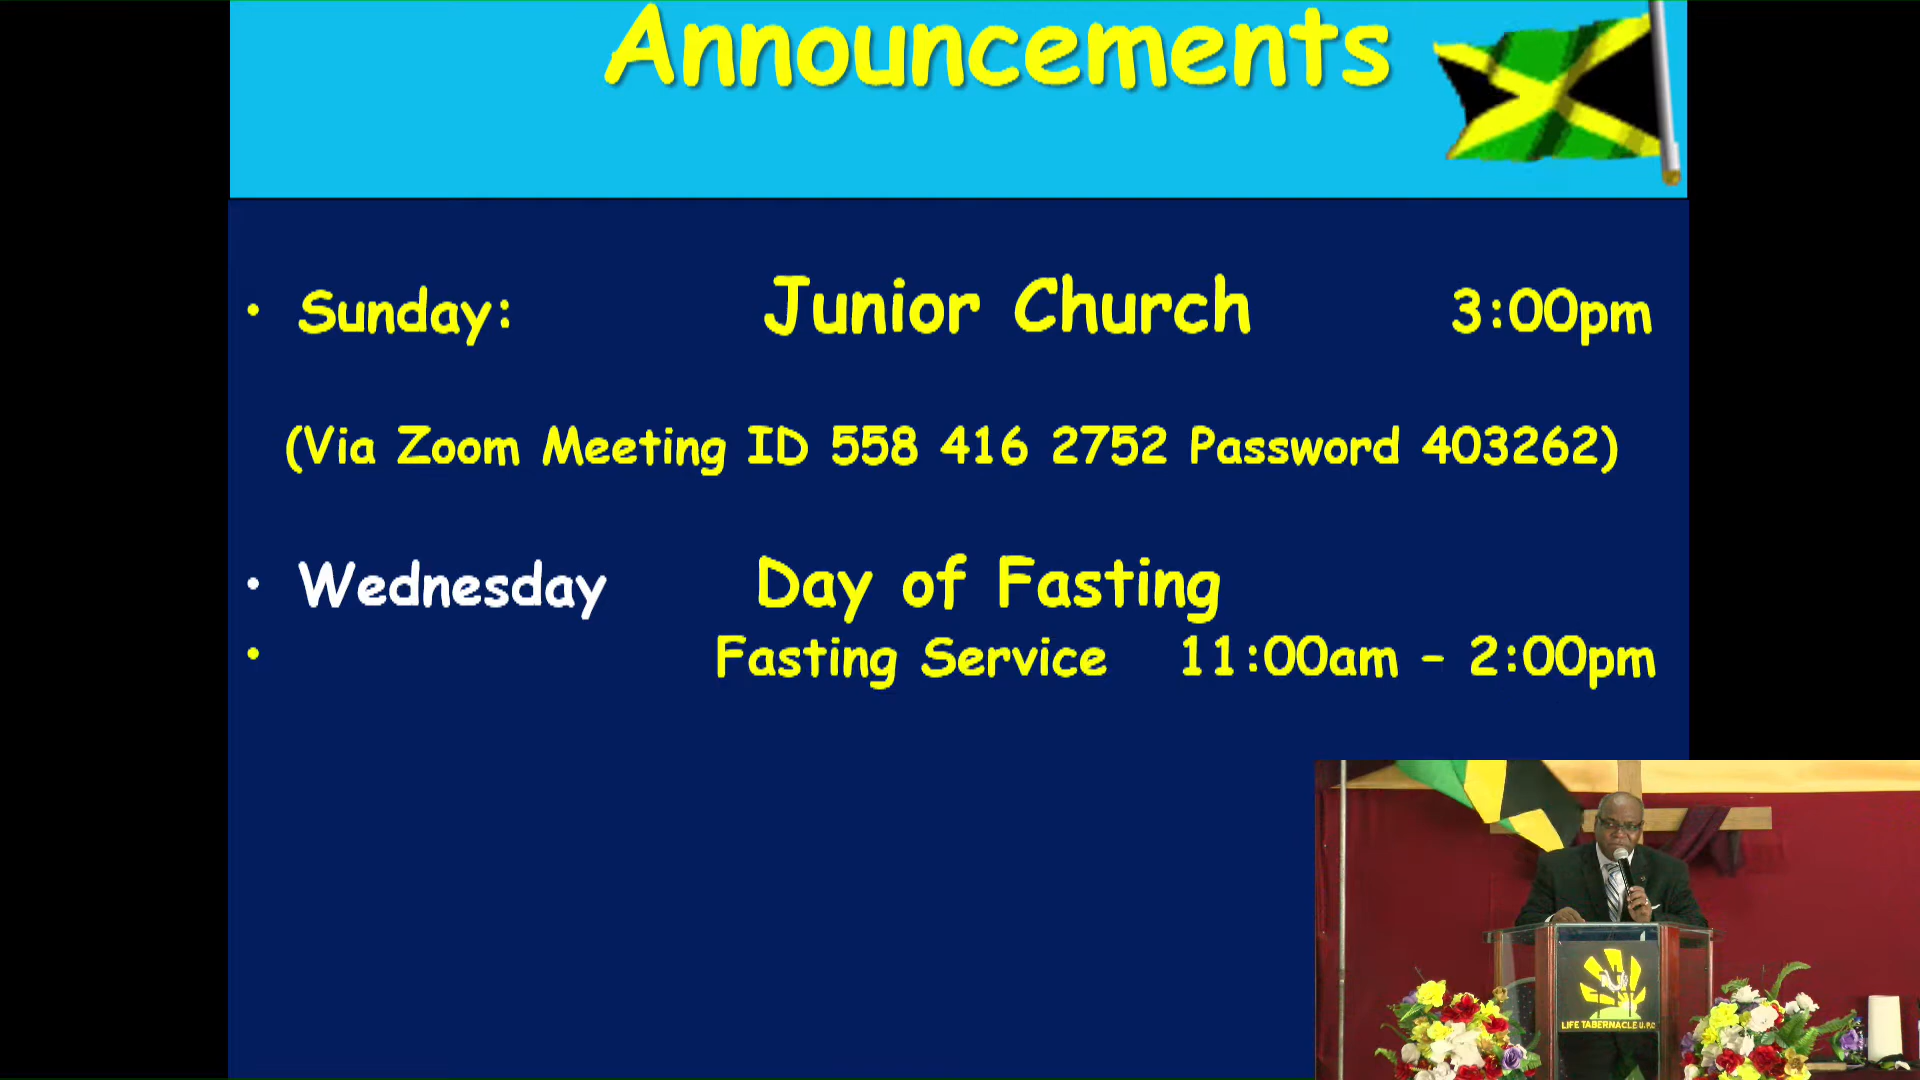 Announcements
• Sunday: Junior Church 3:00pm
(Via Zoom Meeting ID 558 416 2752 Password 403262)
• Wednesday Day of Fasting
• Fasting Service 11:00am – 2:00pm
LIFE TABERNACLE U.P.C